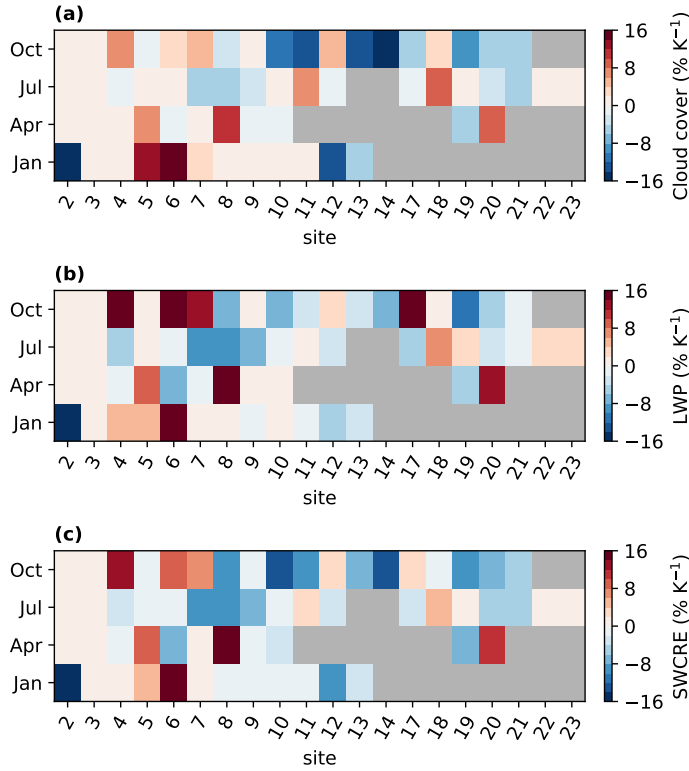 (a)
Oct
Jul
Apr
Jan
2 3 4 5 6 7 8 9 10 11 12 13 14 17 18 19 20 21 22 23
site
16
8
0
−8
−16
Cloud cover (% K⁻¹)
(b)
Oct
Jul
Apr
Jan
2 3 4 5 6 7 8 9 10 11 12 13 14 17 18 19 20 21 22 23
site
16
8
0
−8
−16
LWP (% K⁻¹)
(c)
Oct
Jul
Apr
Jan
2 3 4 5 6 7 8 9 10 11 12 13 14 17 18 19 20 21 22 23
site
16
8
0
−8
−16
SWCRE (% K⁻¹)